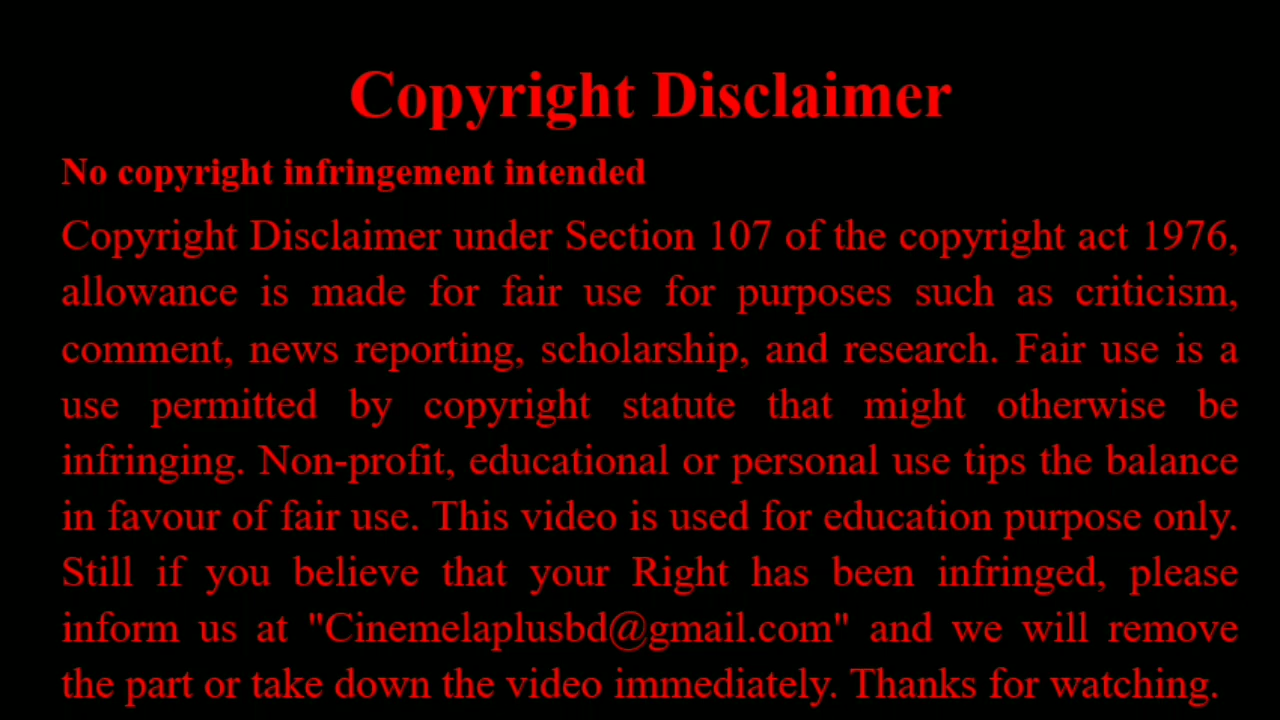 Copyright Disclaimer
No copyright infringement intended
Copyright Disclaimer under Section 107 of the copyright act 1976,
allowance is made for fair use for purposes such as criticism,
comment, news reporting, scholarship, and research. Fair use is a
use permitted by copyright statute that might otherwise be
infringing. Non-profit, educational or personal use tips the balance
in favour of fair use. This video is used for education purpose only.
Still if you believe that your Right has been infringed, please
inform us at "Cinemelaplusbd@gmail.com" and we will remove
the part or take down the video immediately. Thanks for watching.